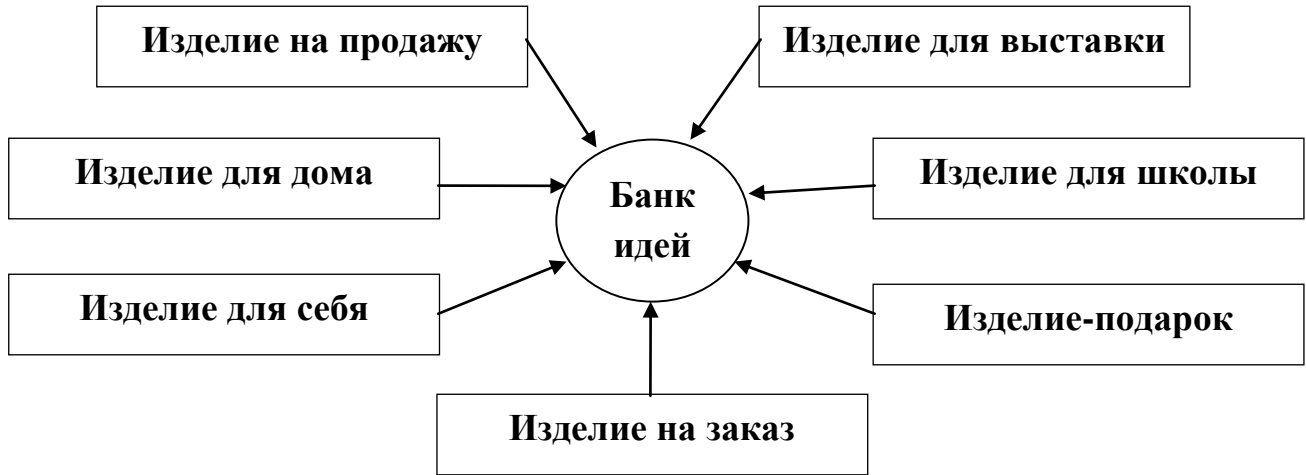 Изделие на продажу
Изделие для выставки
Изделие для дома
Банк
идей
Изделие для школы
Изделие для себя
Изделие-подарок
Изделие на заказ